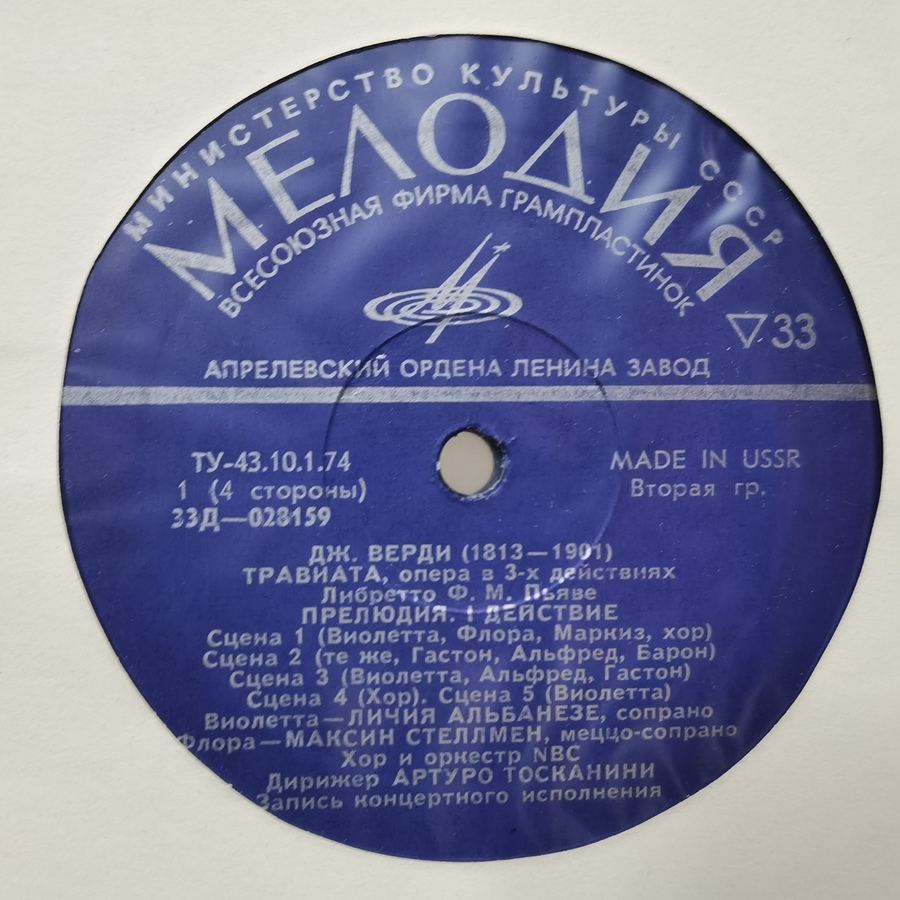 МИНИСТЕРСТВО КУЛЬТУРЫ СССР
МЕЛОДИЯ
ВСЕСОЮЗНАЯ ФИРМА ГРАМПЛАСТИНОК
33
АПРЕЛЕВСКИЙ ОРДЕНА ЛЕНИНА ЗАВОД
ТУ-43.10.1.74
MADE IN USSR
1 (4 стороны)
Вторая гр.
33Д—028159
ДЖ. ВЕРДИ (1813—1901)
ТРАВИАТА, опера в 3-х действиях
Либретто Ф. М. Пьяве
ПРЕЛЮДИЯ. I ДЕЙСТВИЕ
Сцена 1 (Виолетта, Флора, Маркиз, хор)
Сцена 2 (те же, Гастон, Альфред, Барон)
Сцена 3 (Виолетта, Альфред, Гастон)
Сцена 4 (Хор). Сцена 5 (Виолетта)
Виолетта—ЛИЧИЯ АЛЬБАНЕЗЕ, сопрано
Флора—МАКСИН СТЕЛЛМЕН, меццо-сопрано
Хор и оркестр NBC
Дирижер АРТУРО ТОСКАНИНИ
Запись концертного исполнения